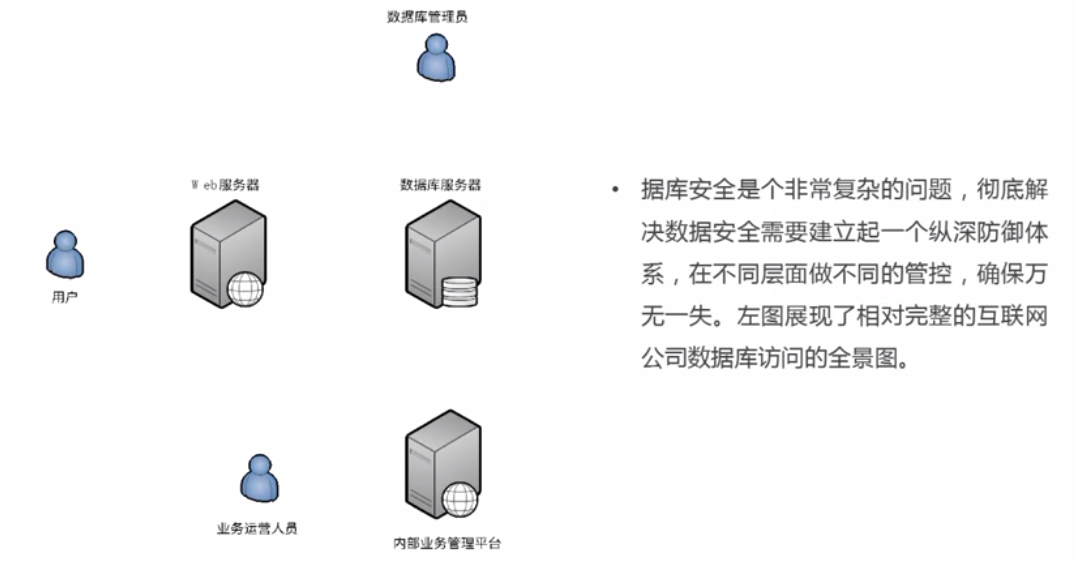 数据库管理员
Web服务器
数据库服务器
用户
业务运营人员
内部业务管理平台
• 据库安全是个非常复杂的问题，彻底解
决数据安全需要建立起一个纵深防御体
系，在不同层面做不同的管控，确保万
无一失。左图展现了相对完整的互联网
公司数据库访问的全景图。